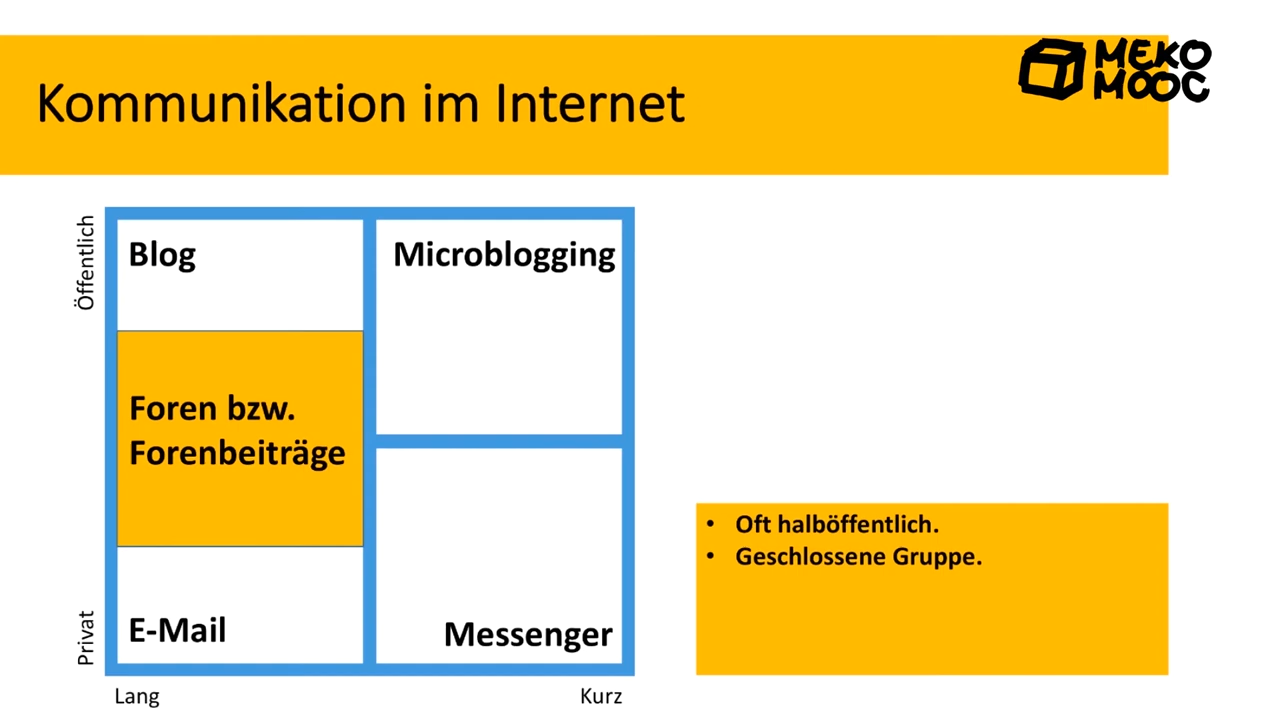 MEKO
MOOC
Kommunikation im Internet
Öffentlich
Blog
Microblogging
Foren bzw.
Forenbeiträge
E-Mail
Messenger
Privat
Lang
Kurz
• Oft halböffentlich.
• Geschlossene Gruppe.